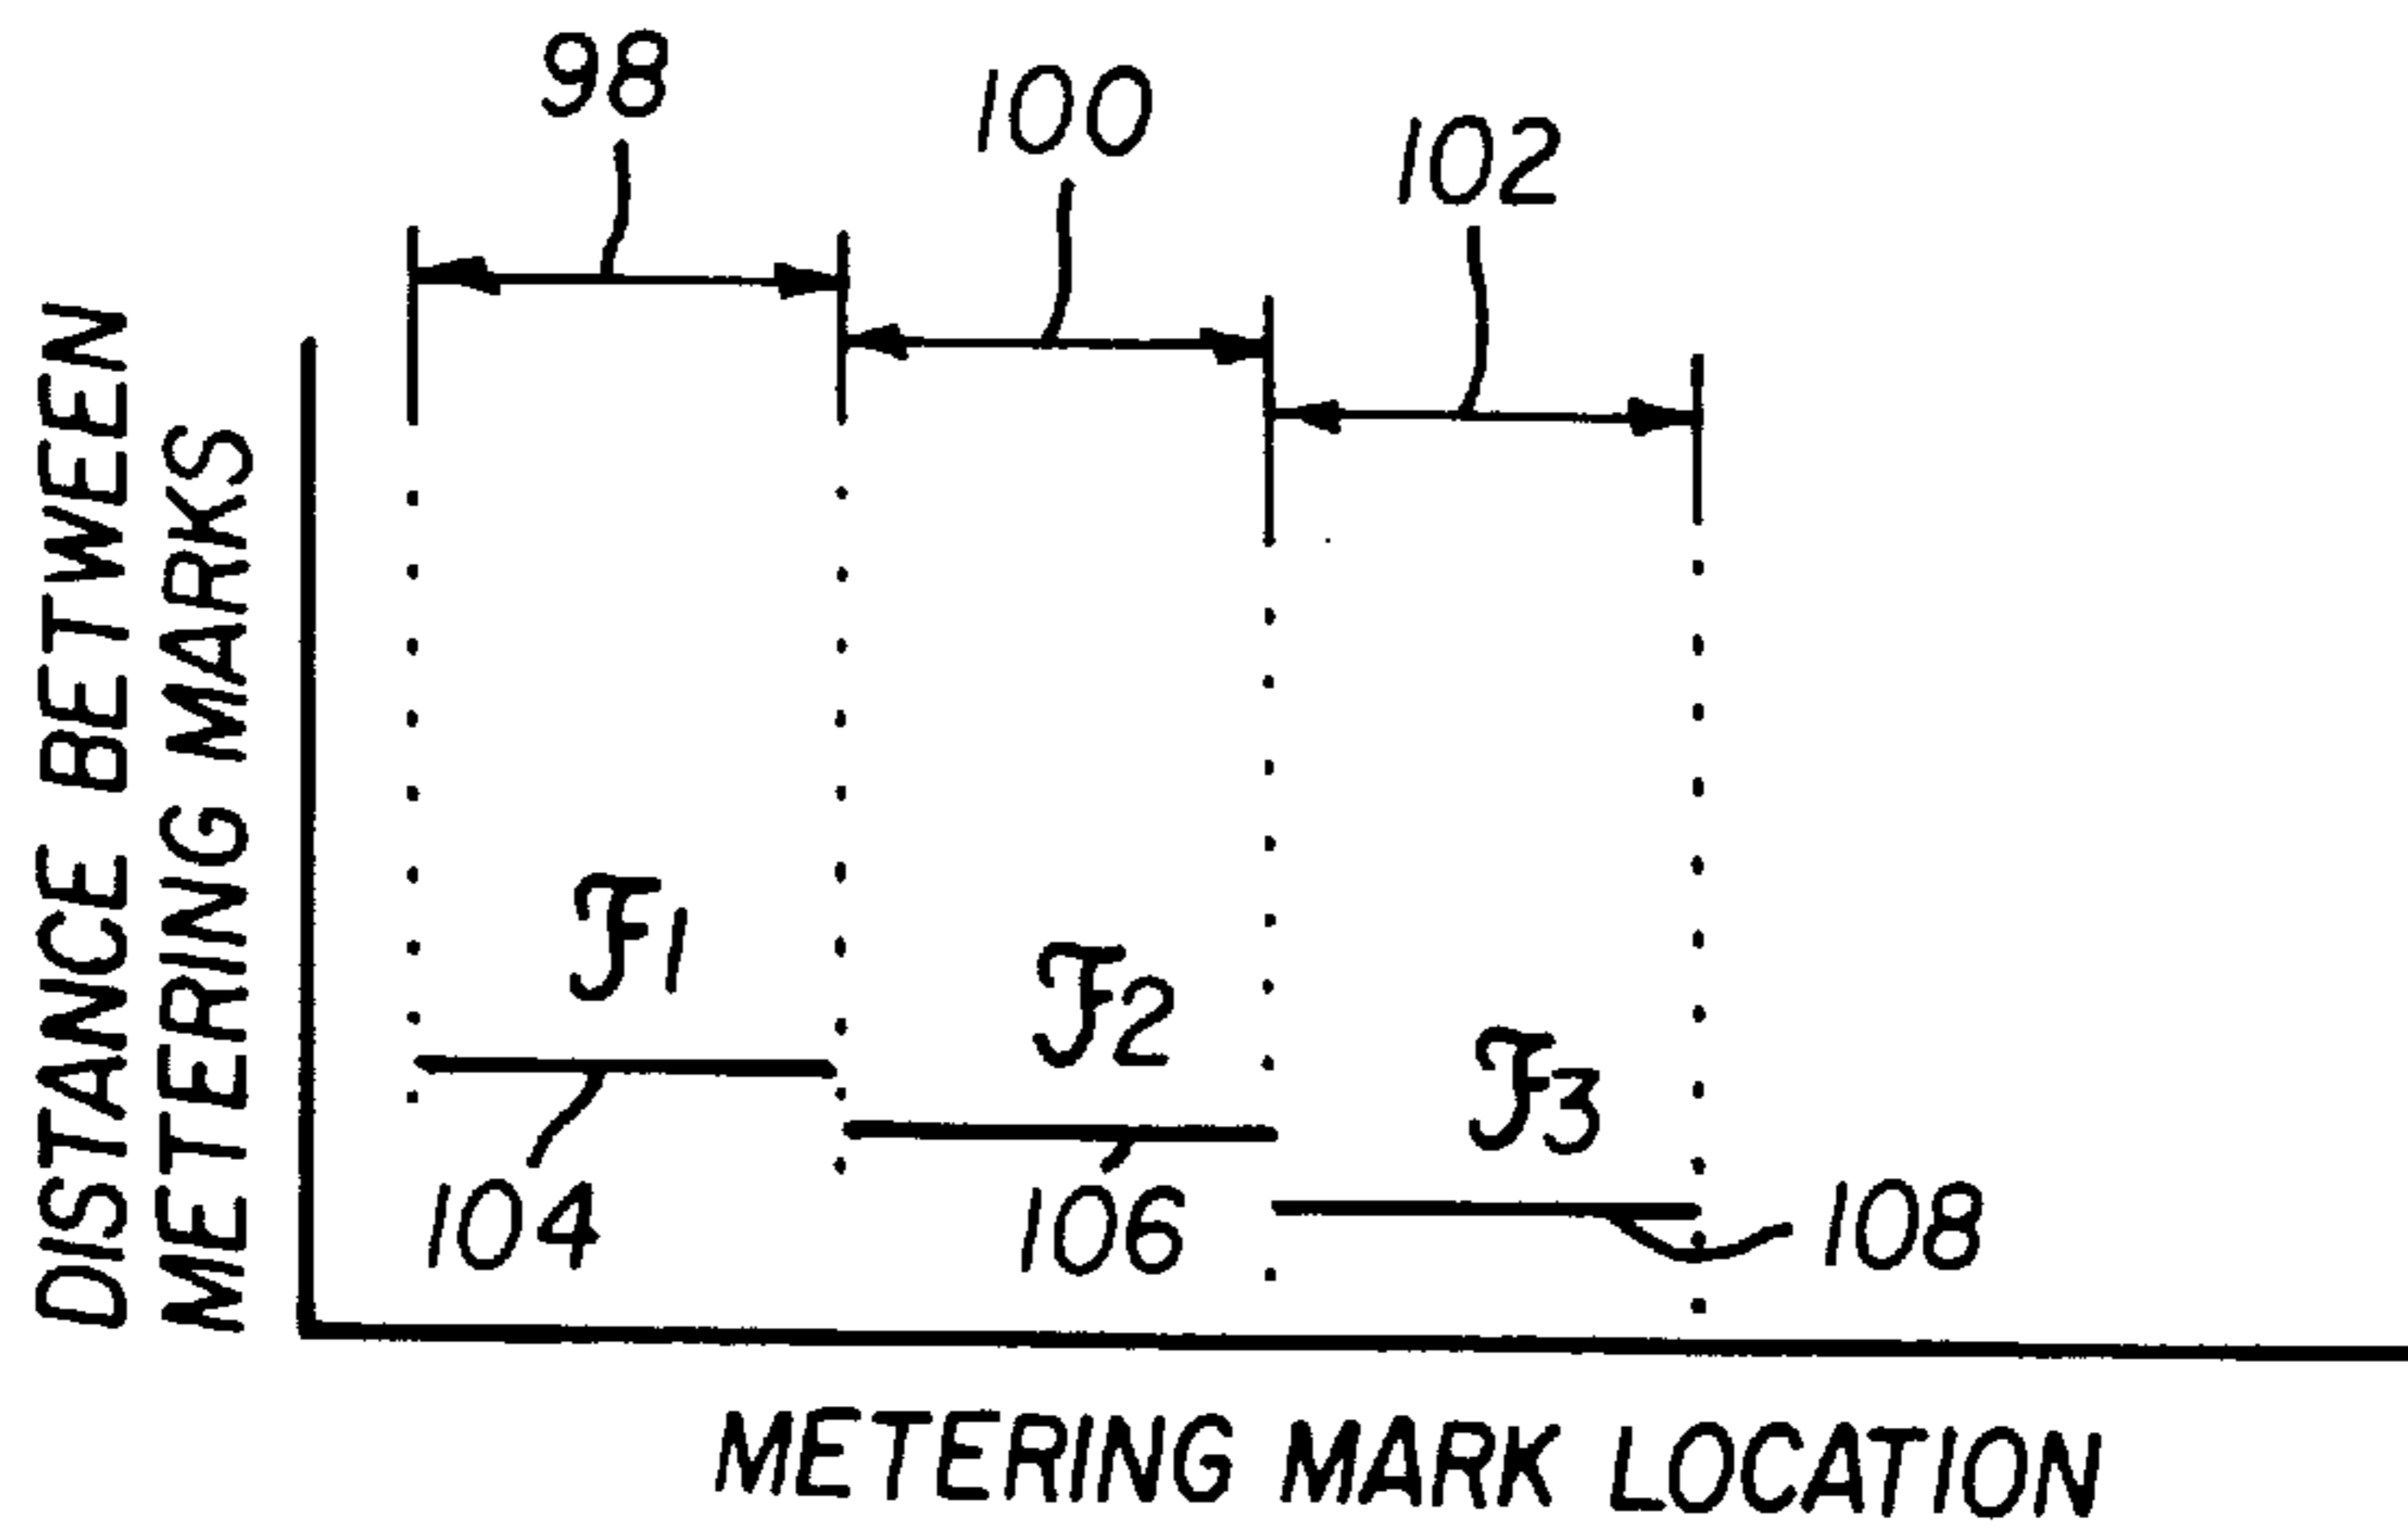 98
100
102
DISTANCE BETWEEN
METERING MARKS
F1
F2
F3
104
106
108
METERING MARK LOCATION